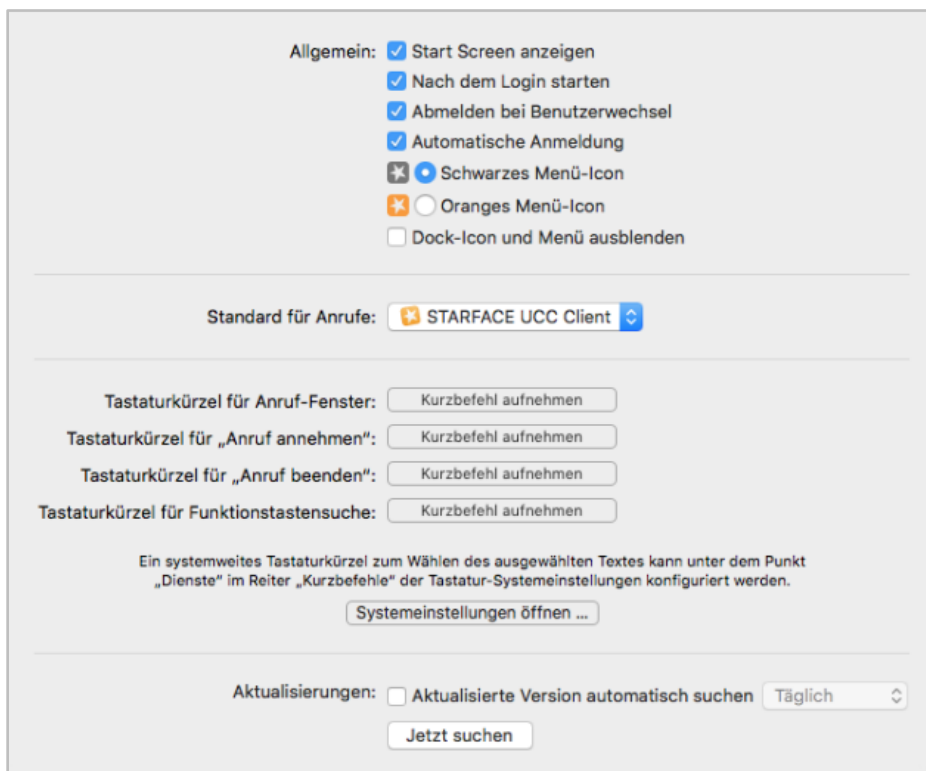 Allgemein: Start Screen anzeigen
Nach dem Login starten
Abmelden bei Benutzerwechsel
Automatische Anmeldung
Schwarzes Menü-Icon
Oranges Menü-Icon
Dock-Icon und Menü ausblenden
Standard für Anrufe: STARFACE UCC Client
Tastaturkürzel für Anruf-Fenster: Kurzbefehl aufnehmen
Tastaturkürzel für „Anruf annehmen“: Kurzbefehl aufnehmen
Tastaturkürzel für „Anruf beenden“: Kurzbefehl aufnehmen
Tastaturkürzel für Funktionstastensuche: Kurzbefehl aufnehmen
Ein systemweites Tastaturkürzel zum Wählen des ausgewählten Textes kann unter dem Punkt
„Dienste“ im Reiter „Kurzbefehle“ der Tastatur-Systemeinstellungen konfiguriert werden.
Systemeinstellungen öffnen ...
Aktualisierungen: Aktualisierte Version automatisch suchen Täglich
Jetzt suchen